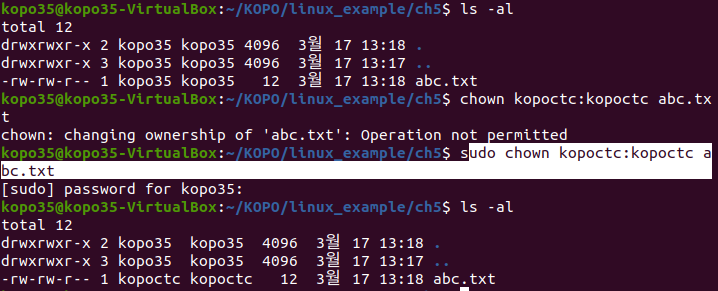 kopo35@kopo35-VirtualBox:~/KOPO/linux_example/ch5$ ls -al
total 12
drwxrwxr-x 2 kopo35 kopo35 4096  3월 17 13:18 .
drwxrwxr-x 3 kopo35 kopo35 4096  3월 17 13:17 ..
-rw-rw-r-- 1 kopo35 kopo35   12  3월 17 13:18 abc.txt
kopo35@kopo35-VirtualBox:~/KOPO/linux_example/ch5$ chown kopoctc:kopoctc abc.tx
t
chown: changing ownership of 'abc.txt': Operation not permitted
kopo35@kopo35-VirtualBox:~/KOPO/linux_example/ch5$ sudo chown kopoctc:kopoctc a
bc.txt
[sudo] password for kopo35:
kopo35@kopo35-VirtualBox:~/KOPO/linux_example/ch5$ ls -al
total 12
drwxrwxr-x 2 kopo35  kopo35  4096  3월 17 13:18 .
drwxrwxr-x 3 kopo35  kopo35  4096  3월 17 13:17 ..
-rw-rw-r-- 1 kopoctc kopoctc   12  3월 17 13:18 abc.txt